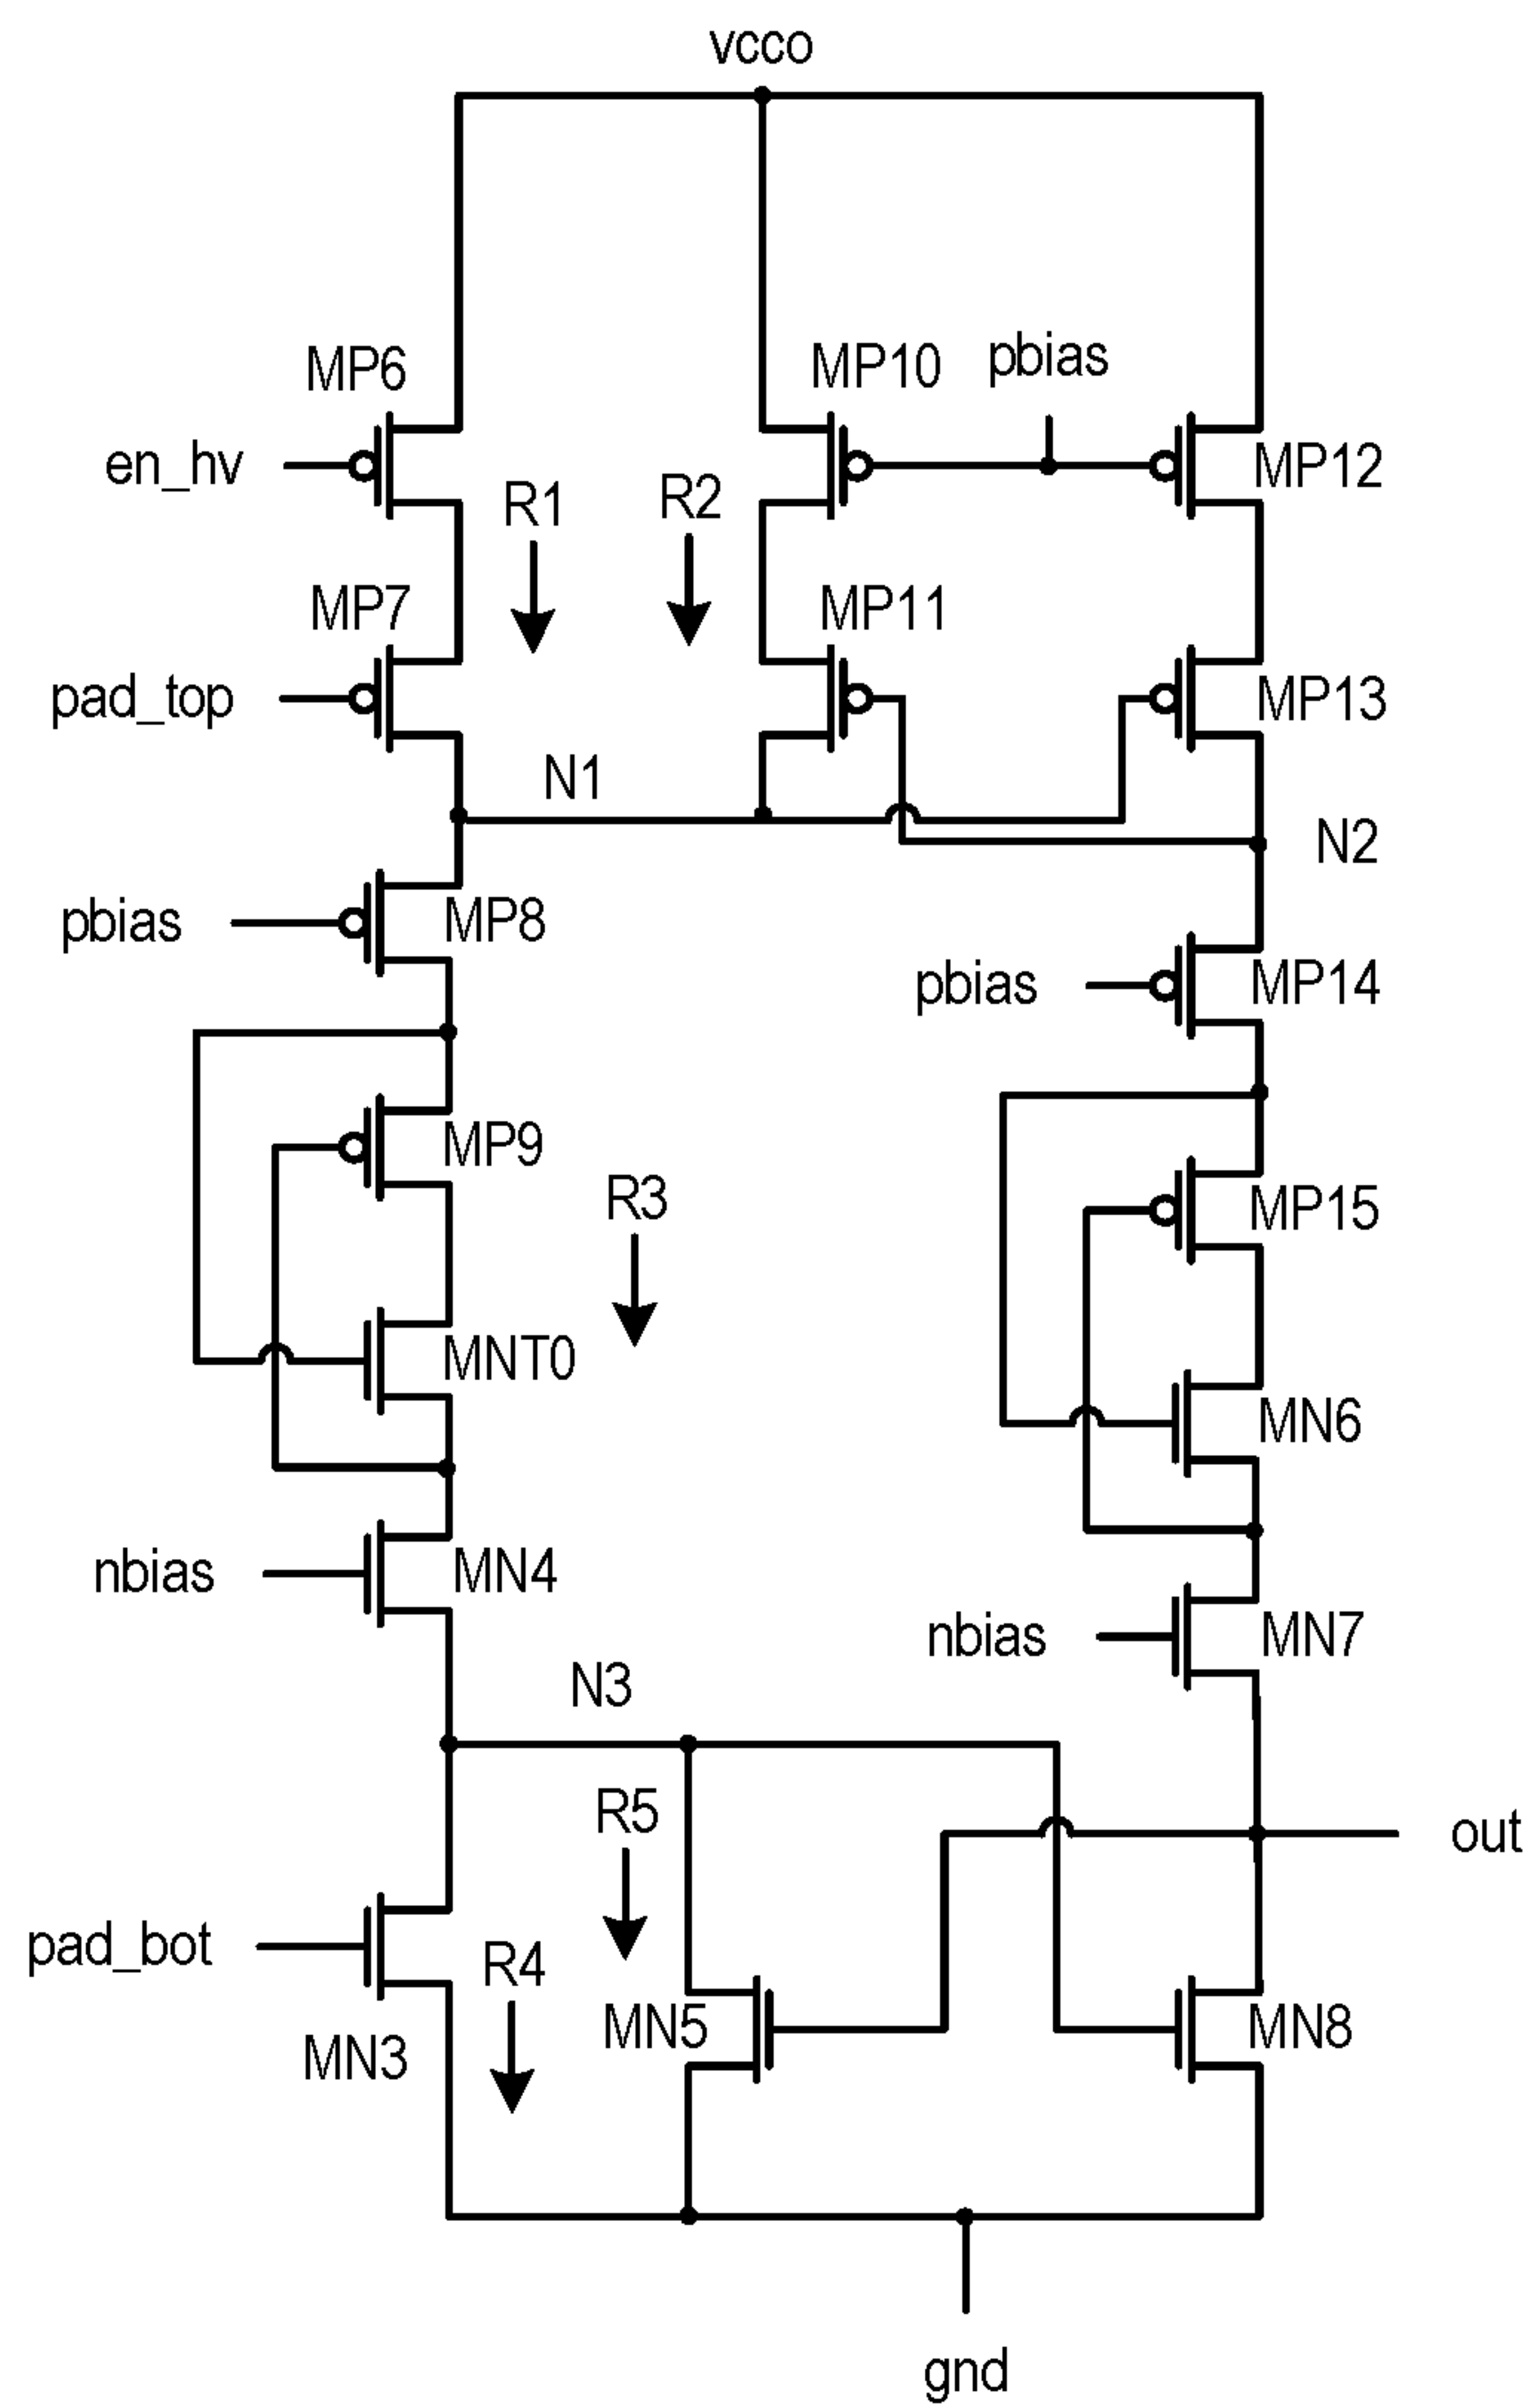 vcco
MP6
MP10
pbias
en_hv
R1
R2
MP12
MP7
MP11
pad_top
MP13
N1
N2
pbias
MP8
pbias
MP14
MP9
R3
MP15
MNT0
MN6
nbias
MN4
nbias
MN7
N3
R5
out
pad_bot
R4
MN5
MN8
MN3
gnd